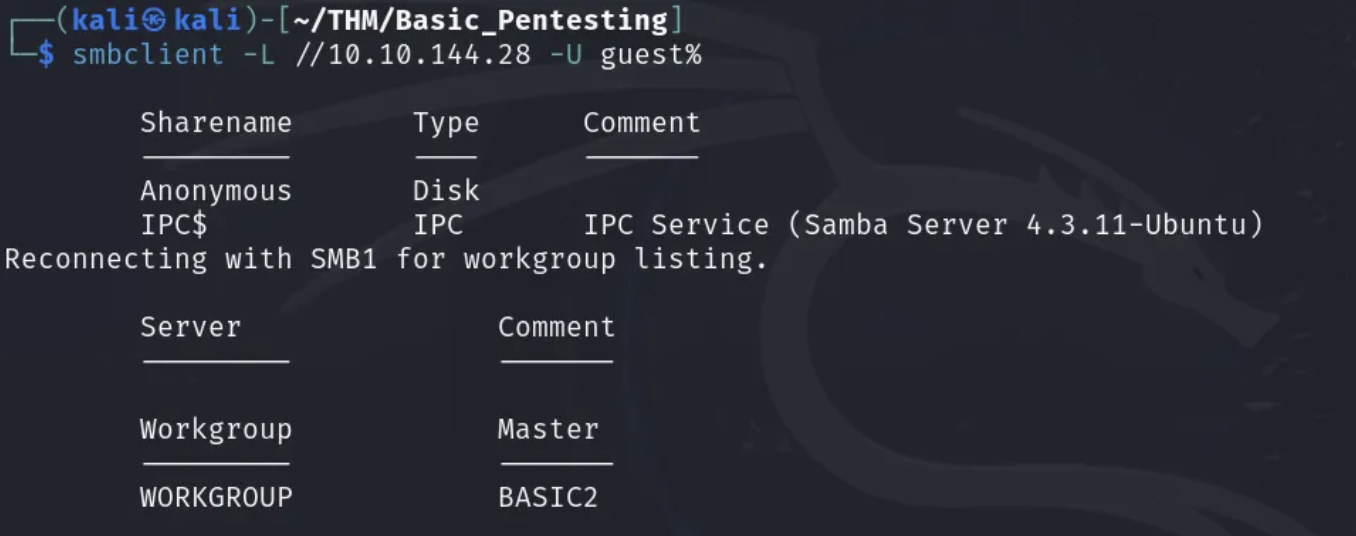 ┌──(kali㉿kali)-[~/THM/Basic_Pentesting]
└─$ smbclient -L //10.10.144.28 -U guest%
Sharename Type Comment
Anonymous Disk
IPC$ IPC IPC Service (Samba Server 4.3.11-Ubuntu)
Reconnecting with SMB1 for workgroup listing.
Server Comment
Workgroup Master
WORKGROUP BASIC2